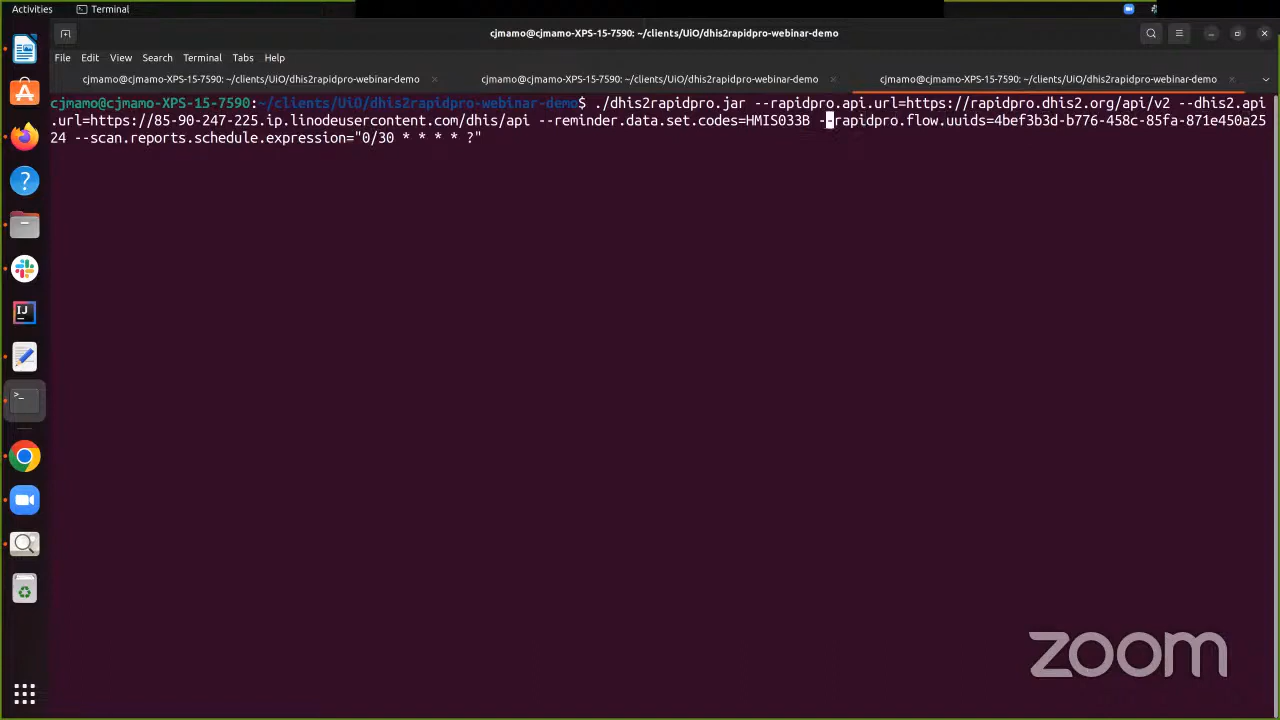 Activities
Terminal
cjmamo@cjmamo-XPS-15-7590: ~/clients/UiO/dhis2rapidpro-webinar-demo
File Edit View Search Terminal Tabs Help
cjmamo@cjmamo-XPS-15-7590: ~/clients/UiO/dhis2rapidpro-webinar-demo
cjmamo@cjmamo-XPS-15-7590: ~/clients/UiO/dhis2rapidpro-webinar-demo
cjmamo@cjmamo-XPS-15-7590: ~/clients/UiO/dhis2rapidpro-webinar-demo
cjmamo@cjmamo-XPS-15-7590:~/clients/UiO/dhis2rapidpro-webinar-demo$ ./dhis2rapidpro.jar --rapidpro.api.url=https://rapidpro.dhis2.org/api/v2 --dhis2.api
.url=https://85-90-247-225.ip.linodeusercontent.com/dhis/api --reminder.data.set.codes=HMIS033B --rapidpro.flow.uuids=4bef3b3d-b776-458c-85fa-871e450a25
24 --scan.reports.schedule.expression="0/30 * * * * ?"
IJ
zoom